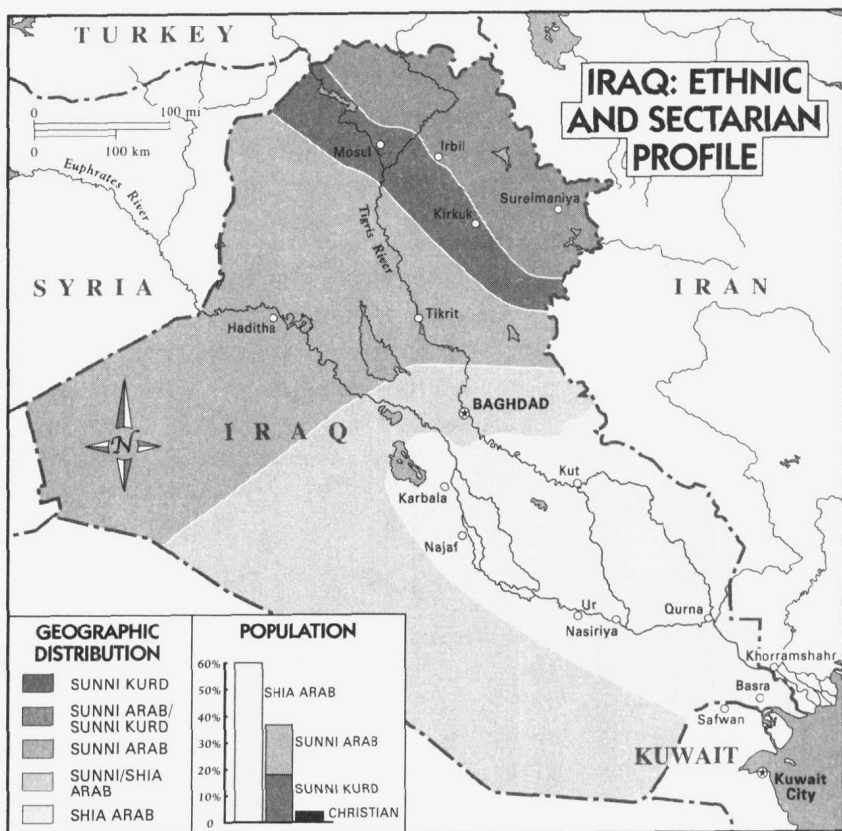 TURKEY
IRAQ: ETHNIC
AND SECTARIAN
PROFILE
0 100 mi
0 100 km
Euphrates River
Mosul
Irbil
Sureimaniya
Kirkuk
Tigris River
SYRIA
IRAN
Haditha
Tikrit
N
IRAQ
BAGHDAD
Karbala
Kut
Najaf
Ur
Nasiriya
Qurna
Khorramshahr
Basra
Safwan
KUWAIT
Kuwait
City
GEOGRAPHIC
DISTRIBUTION
SUNNI KURD
SUNNI ARAB/
SUNNI KURD
SUNNI ARAB
SUNNI/SHIA
ARAB
SHIA ARAB
POPULATION
60%
50%
40%
30%
20%
10%
0
SHIA ARAB
SUNNI ARAB
SUNNI KURD
CHRISTIAN